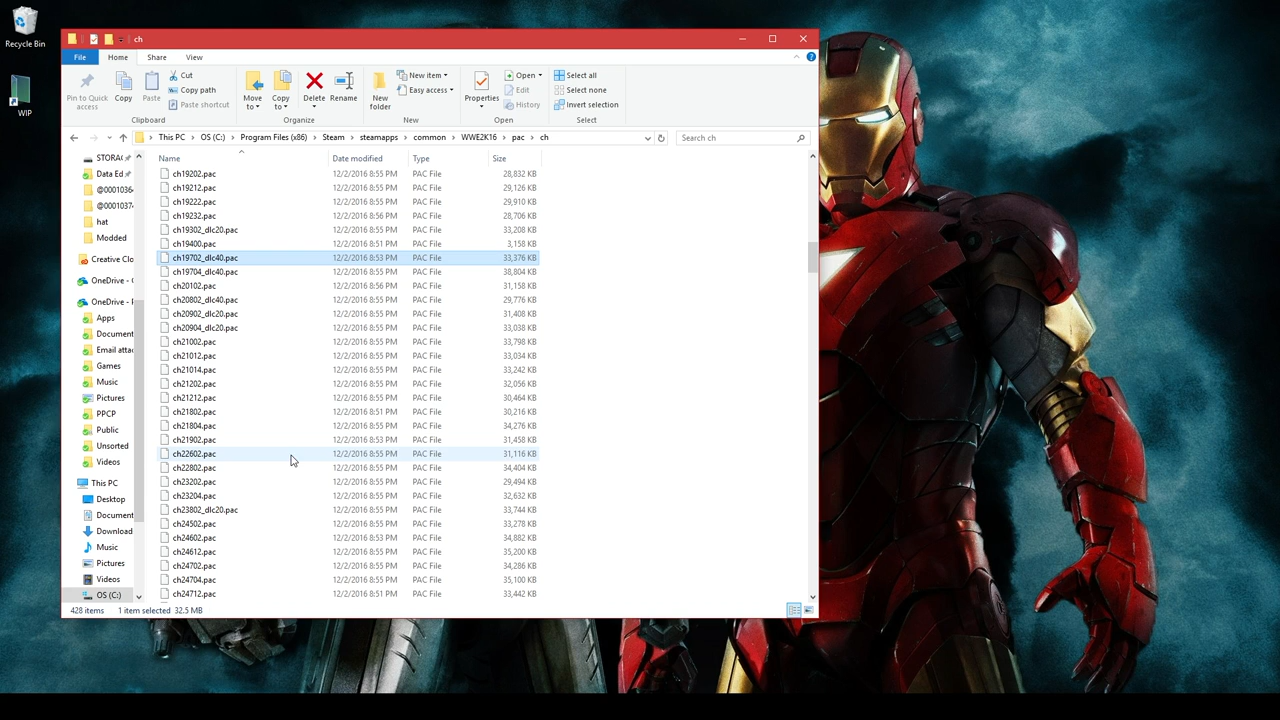 Recycle Bin
WIP
ch
File Home Share View
Pin to Quick access
Copy
Paste
Cut
Copy path
Paste shortcut
Clipboard
Move to
Copy to
Delete
Rename
Organize
New folder
New item
Easy access
New
Properties
Open
Edit
History
Open
Select all
Select none
Invert selection
Select
This PC OS (C:) Program Files (x86) Steam steamapps common WWE2K16 pac ch
Search ch
STORA
Data Ed
@0001036
@0001037
hat
Modded
Creative Clo
OneDrive -
OneDrive -
Apps
Document
Email attac
Games
Music
Pictures
PPCP
Public
Unsorted
Videos
This PC
Desktop
Document
Download
Music
Pictures
Videos
OS (C:)
Name Date modified Type Size
ch19202.pac 12/2/2016 8:55 PM PAC File 28,832 KB
ch19212.pac 12/2/2016 8:55 PM PAC File 29,126 KB
ch19222.pac 12/2/2016 8:55 PM PAC File 29,910 KB
ch19232.pac 12/2/2016 8:56 PM PAC File 28,706 KB
ch19302_dlc20.pac 12/2/2016 8:55 PM PAC File 33,208 KB
ch19400.pac 12/2/2016 8:51 PM PAC File 3,158 KB
ch19702_dlc40.pac 12/2/2016 8:53 PM PAC File 33,376 KB
ch19704_dlc40.pac 12/2/2016 8:55 PM PAC File 38,804 KB
ch20102.pac 12/2/2016 8:56 PM PAC File 31,158 KB
ch20802_dlc40.pac 12/2/2016 8:55 PM PAC File 29,776 KB
ch20902_dlc20.pac 12/2/2016 8:55 PM PAC File 31,408 KB
ch20904_dlc20.pac 12/2/2016 8:55 PM PAC File 33,038 KB
ch21002.pac 12/2/2016 8:55 PM PAC File 33,798 KB
ch21012.pac 12/2/2016 8:55 PM PAC File 33,034 KB
ch21014.pac 12/2/2016 8:55 PM PAC File 33,242 KB
ch21202.pac 12/2/2016 8:55 PM PAC File 32,056 KB
ch21212.pac 12/2/2016 8:55 PM PAC File 30,464 KB
ch21802.pac 12/2/2016 8:51 PM PAC File 30,216 KB
ch21804.pac 12/2/2016 8:55 PM PAC File 34,276 KB
ch21902.pac 12/2/2016 8:53 PM PAC File 31,458 KB
ch22602.pac 12/2/2016 8:55 PM PAC File 31,116 KB
ch22802.pac 12/2/2016 8:55 PM PAC File 34,404 KB
ch23202.pac 12/2/2016 8:55 PM PAC File 29,494 KB
ch23204.pac 12/2/2016 8:55 PM PAC File 32,632 KB
ch23802_dlc20.pac 12/2/2016 8:55 PM PAC File 33,744 KB
ch24502.pac 12/2/2016 8:55 PM PAC File 33,278 KB
ch24602.pac 12/2/2016 8:53 PM PAC File 34,882 KB
ch24612.pac 12/2/2016 8:55 PM PAC File 35,200 KB
ch24702.pac 12/2/2016 8:55 PM PAC File 34,286 KB
ch24704.pac 12/2/2016 8:55 PM PAC File 35,100 KB
ch24712.pac 12/2/2016 8:51 PM PAC File 33,442 KB
428 items 1 item selected 32.5 MB